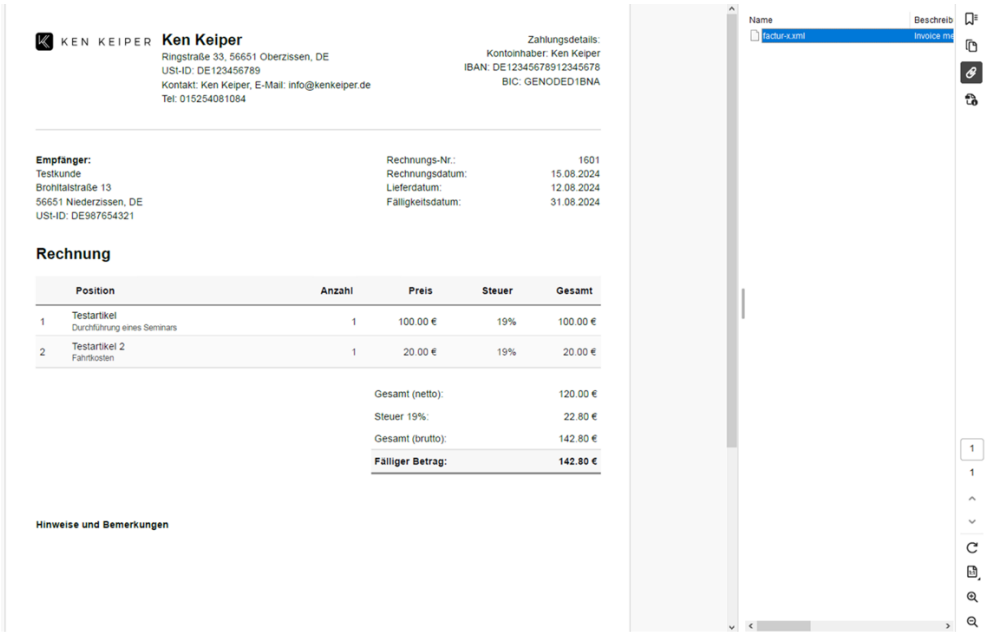 KEN KEIPER
Ken Keiper
Ringstraße 33, 56651 Oberzissen, DE
USt-ID: DE123456789
Kontakt: Ken Keiper, E-Mail: info@kenkeiper.de
Tel: 015254081084
Zahlungsdetails:
Kontoinhaber: Ken Keiper
IBAN: DE12345678912345678
BIC: GENODED1BNA
Empfänger:
Testkunde
Brohltalstraße 13
56651 Niederzissen, DE
USt-ID: DE987654321
Rechnungs-Nr.: 1601
Rechnungsdatum: 15.08.2024
Lieferdatum: 12.08.2024
Fälligkeitsdatum: 31.08.2024
Rechnung
Position Anzahl Preis Steuer Gesamt
1 Testartikel 1 100.00 € 19% 100.00 €
Durchführung eines Seminars
2 Testartikel 2 1 20.00 € 19% 20.00 €
Fahrtkosten
Gesamt (netto): 120.00 €
Steuer 19%: 22.80 €
Gesamt (brutto): 142.80 €
Fälliger Betrag: 142.80 €
Hinweise und Bemerkungen
Name Beschreib
factur-x.xml Invoice me
1
1